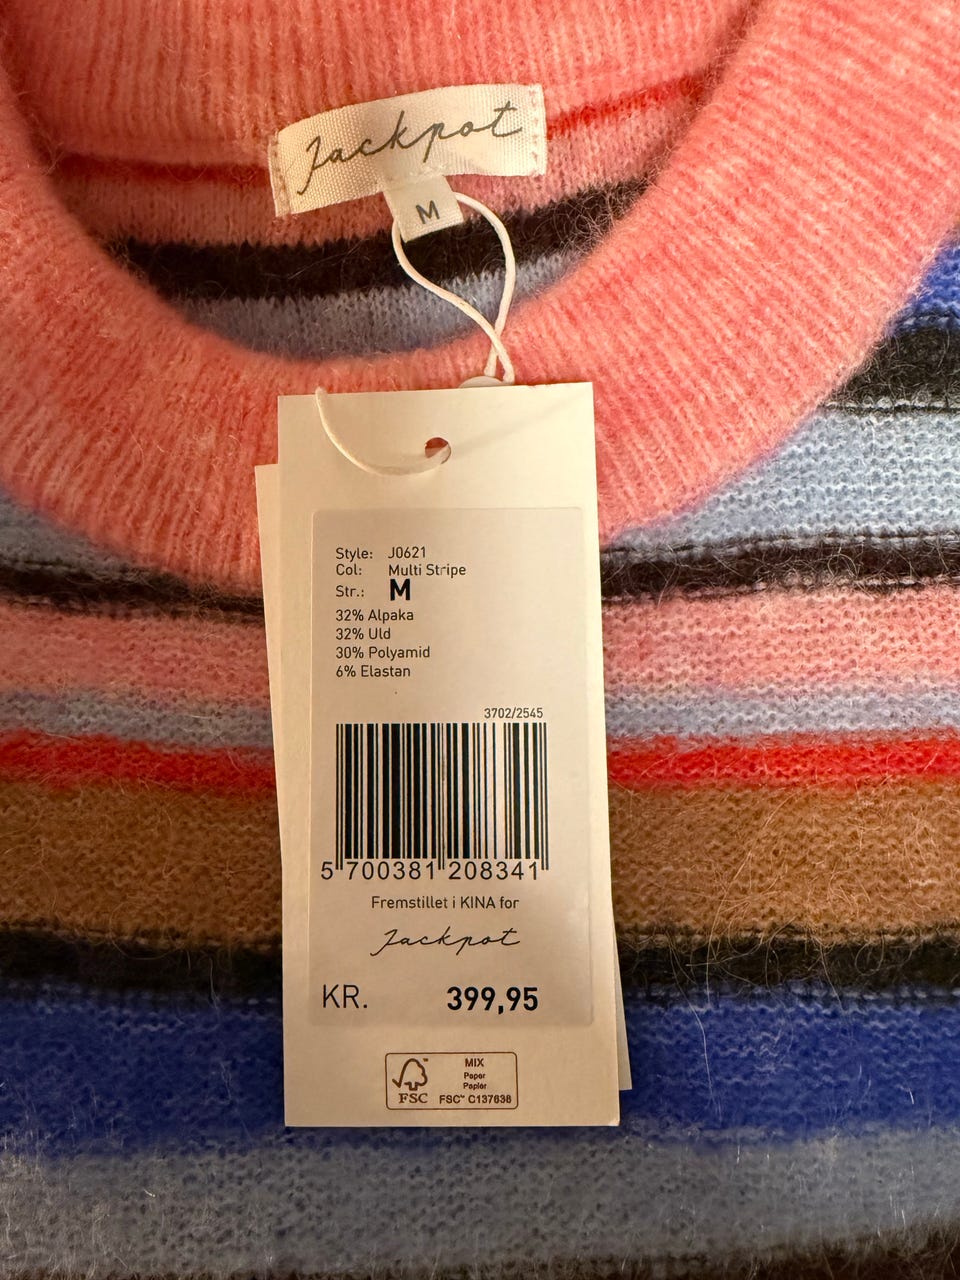 Jackpot
M
Style: J0621
Col: Multi Stripe
Str.: M
32% Alpaka
32% Uld
30% Polyamid
6% Elastan
3702/2545
5 700381 208341
Fremstillet i KINA for
Jackpot
KR. 399,95
MIX
Paper
Papier
FSC™ C137638
FSC